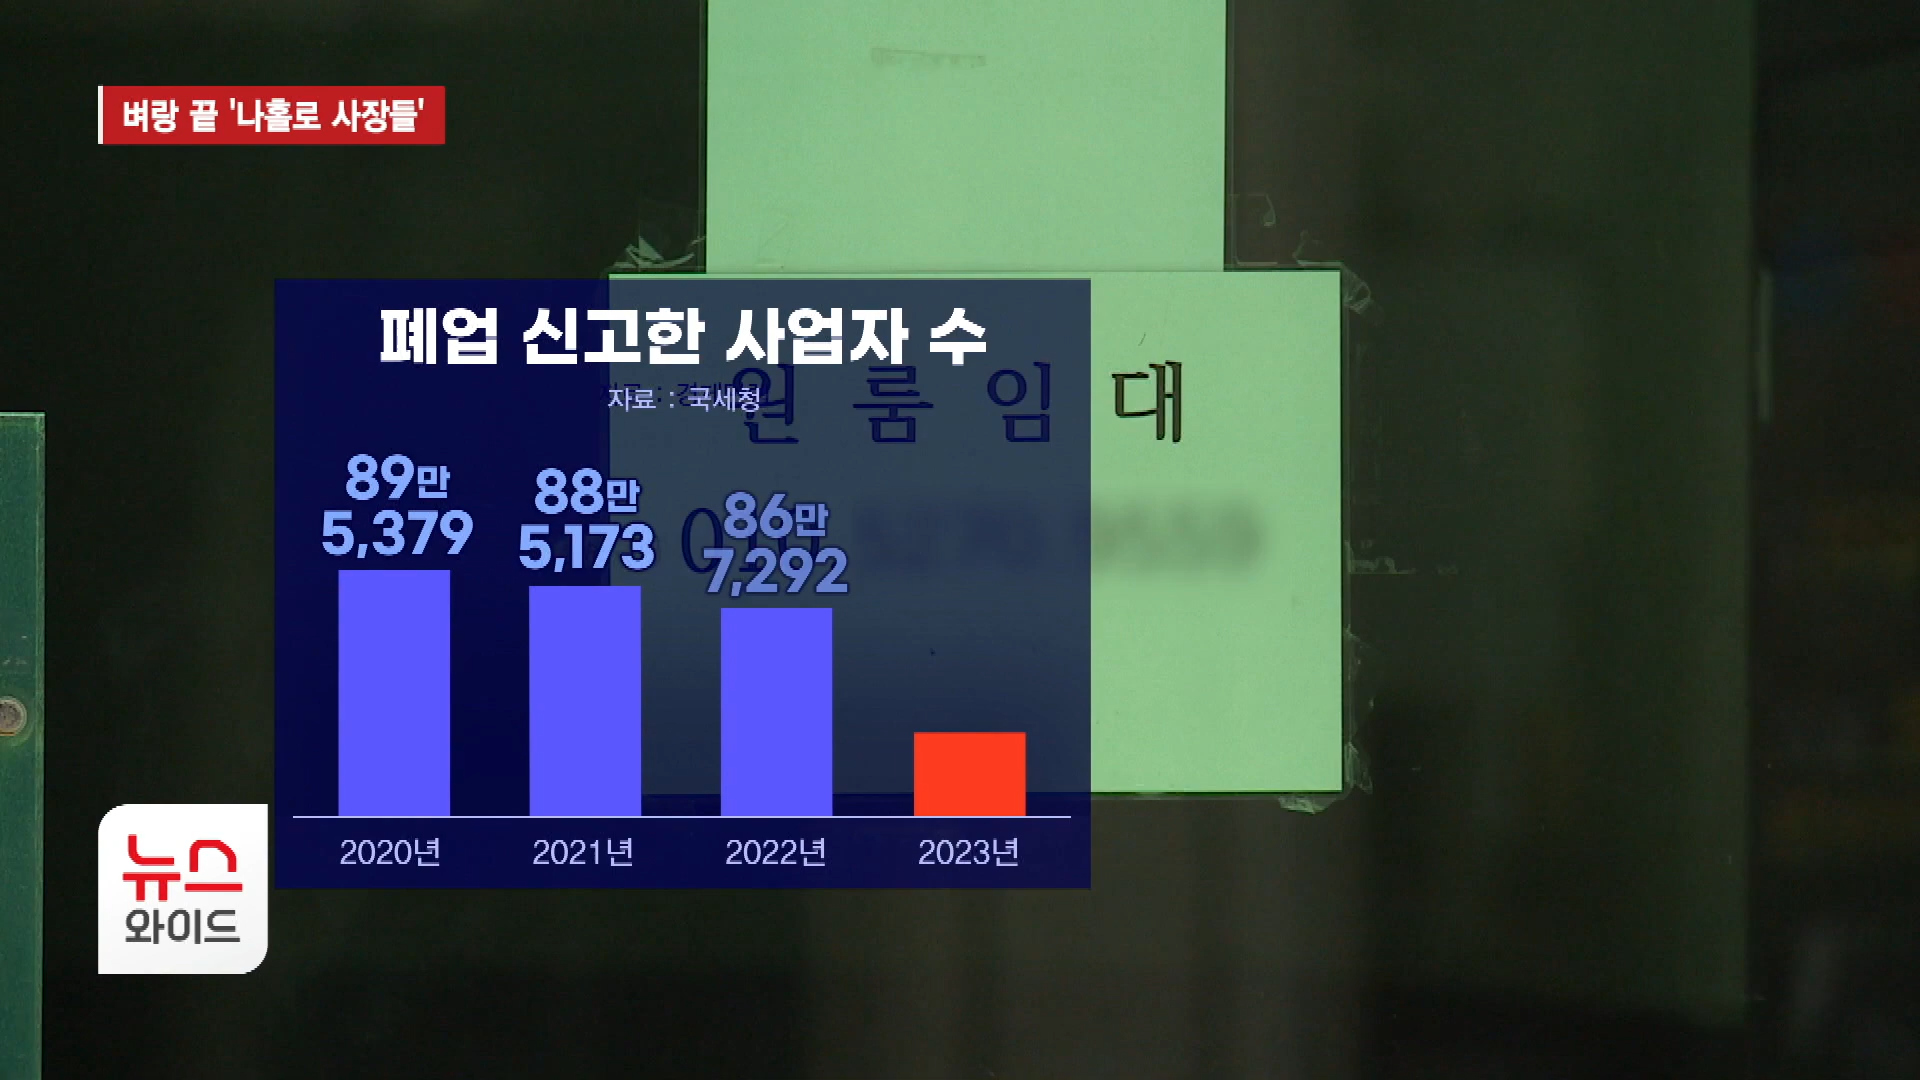 벼랑 끝 '나홀로 사장들'
폐업 신고한 사업자 수
자료 : 국세청
원 룸 임 대
89만
5,379
88만
5,173
86만
7,292
010
2020년
2021년
2022년
2023년
뉴스
와이드